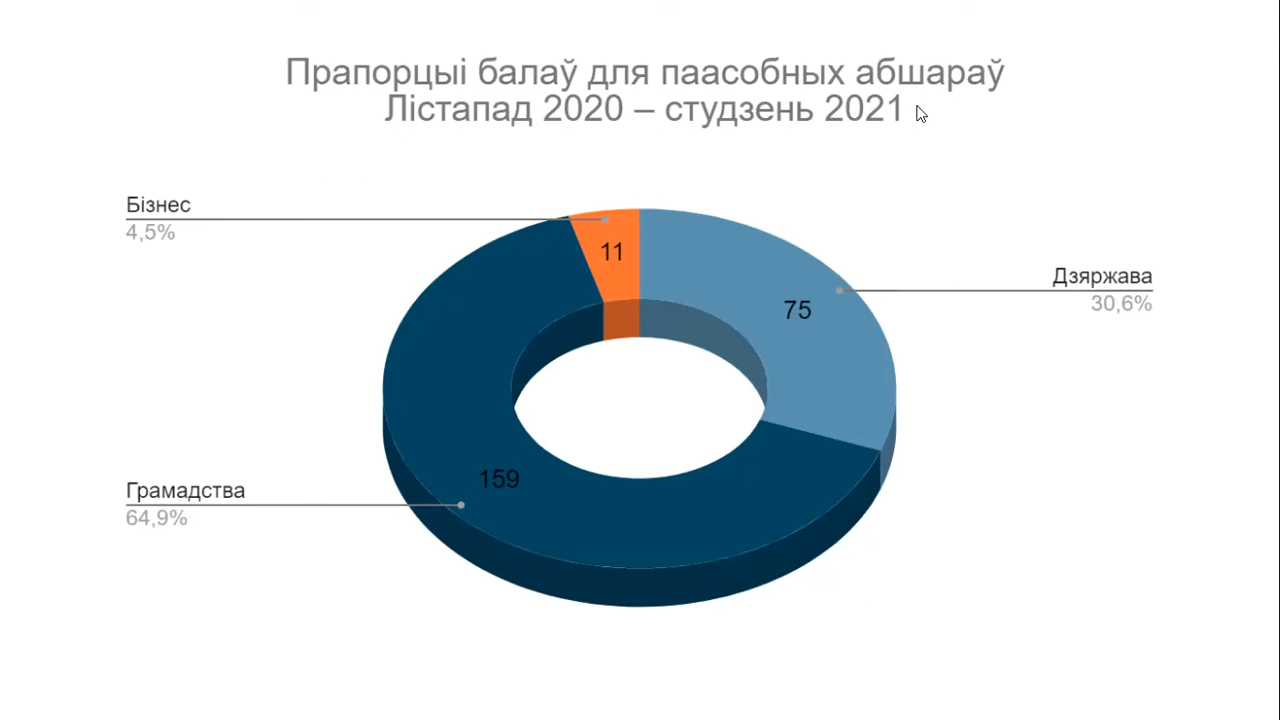 Прапорцыі балаў для паасобных абшараў
Лістапад 2020 – студзень 2021
Бізнес
4,5%
11
Дзяржава
30,6%
75
159
Грамадства
64,9%